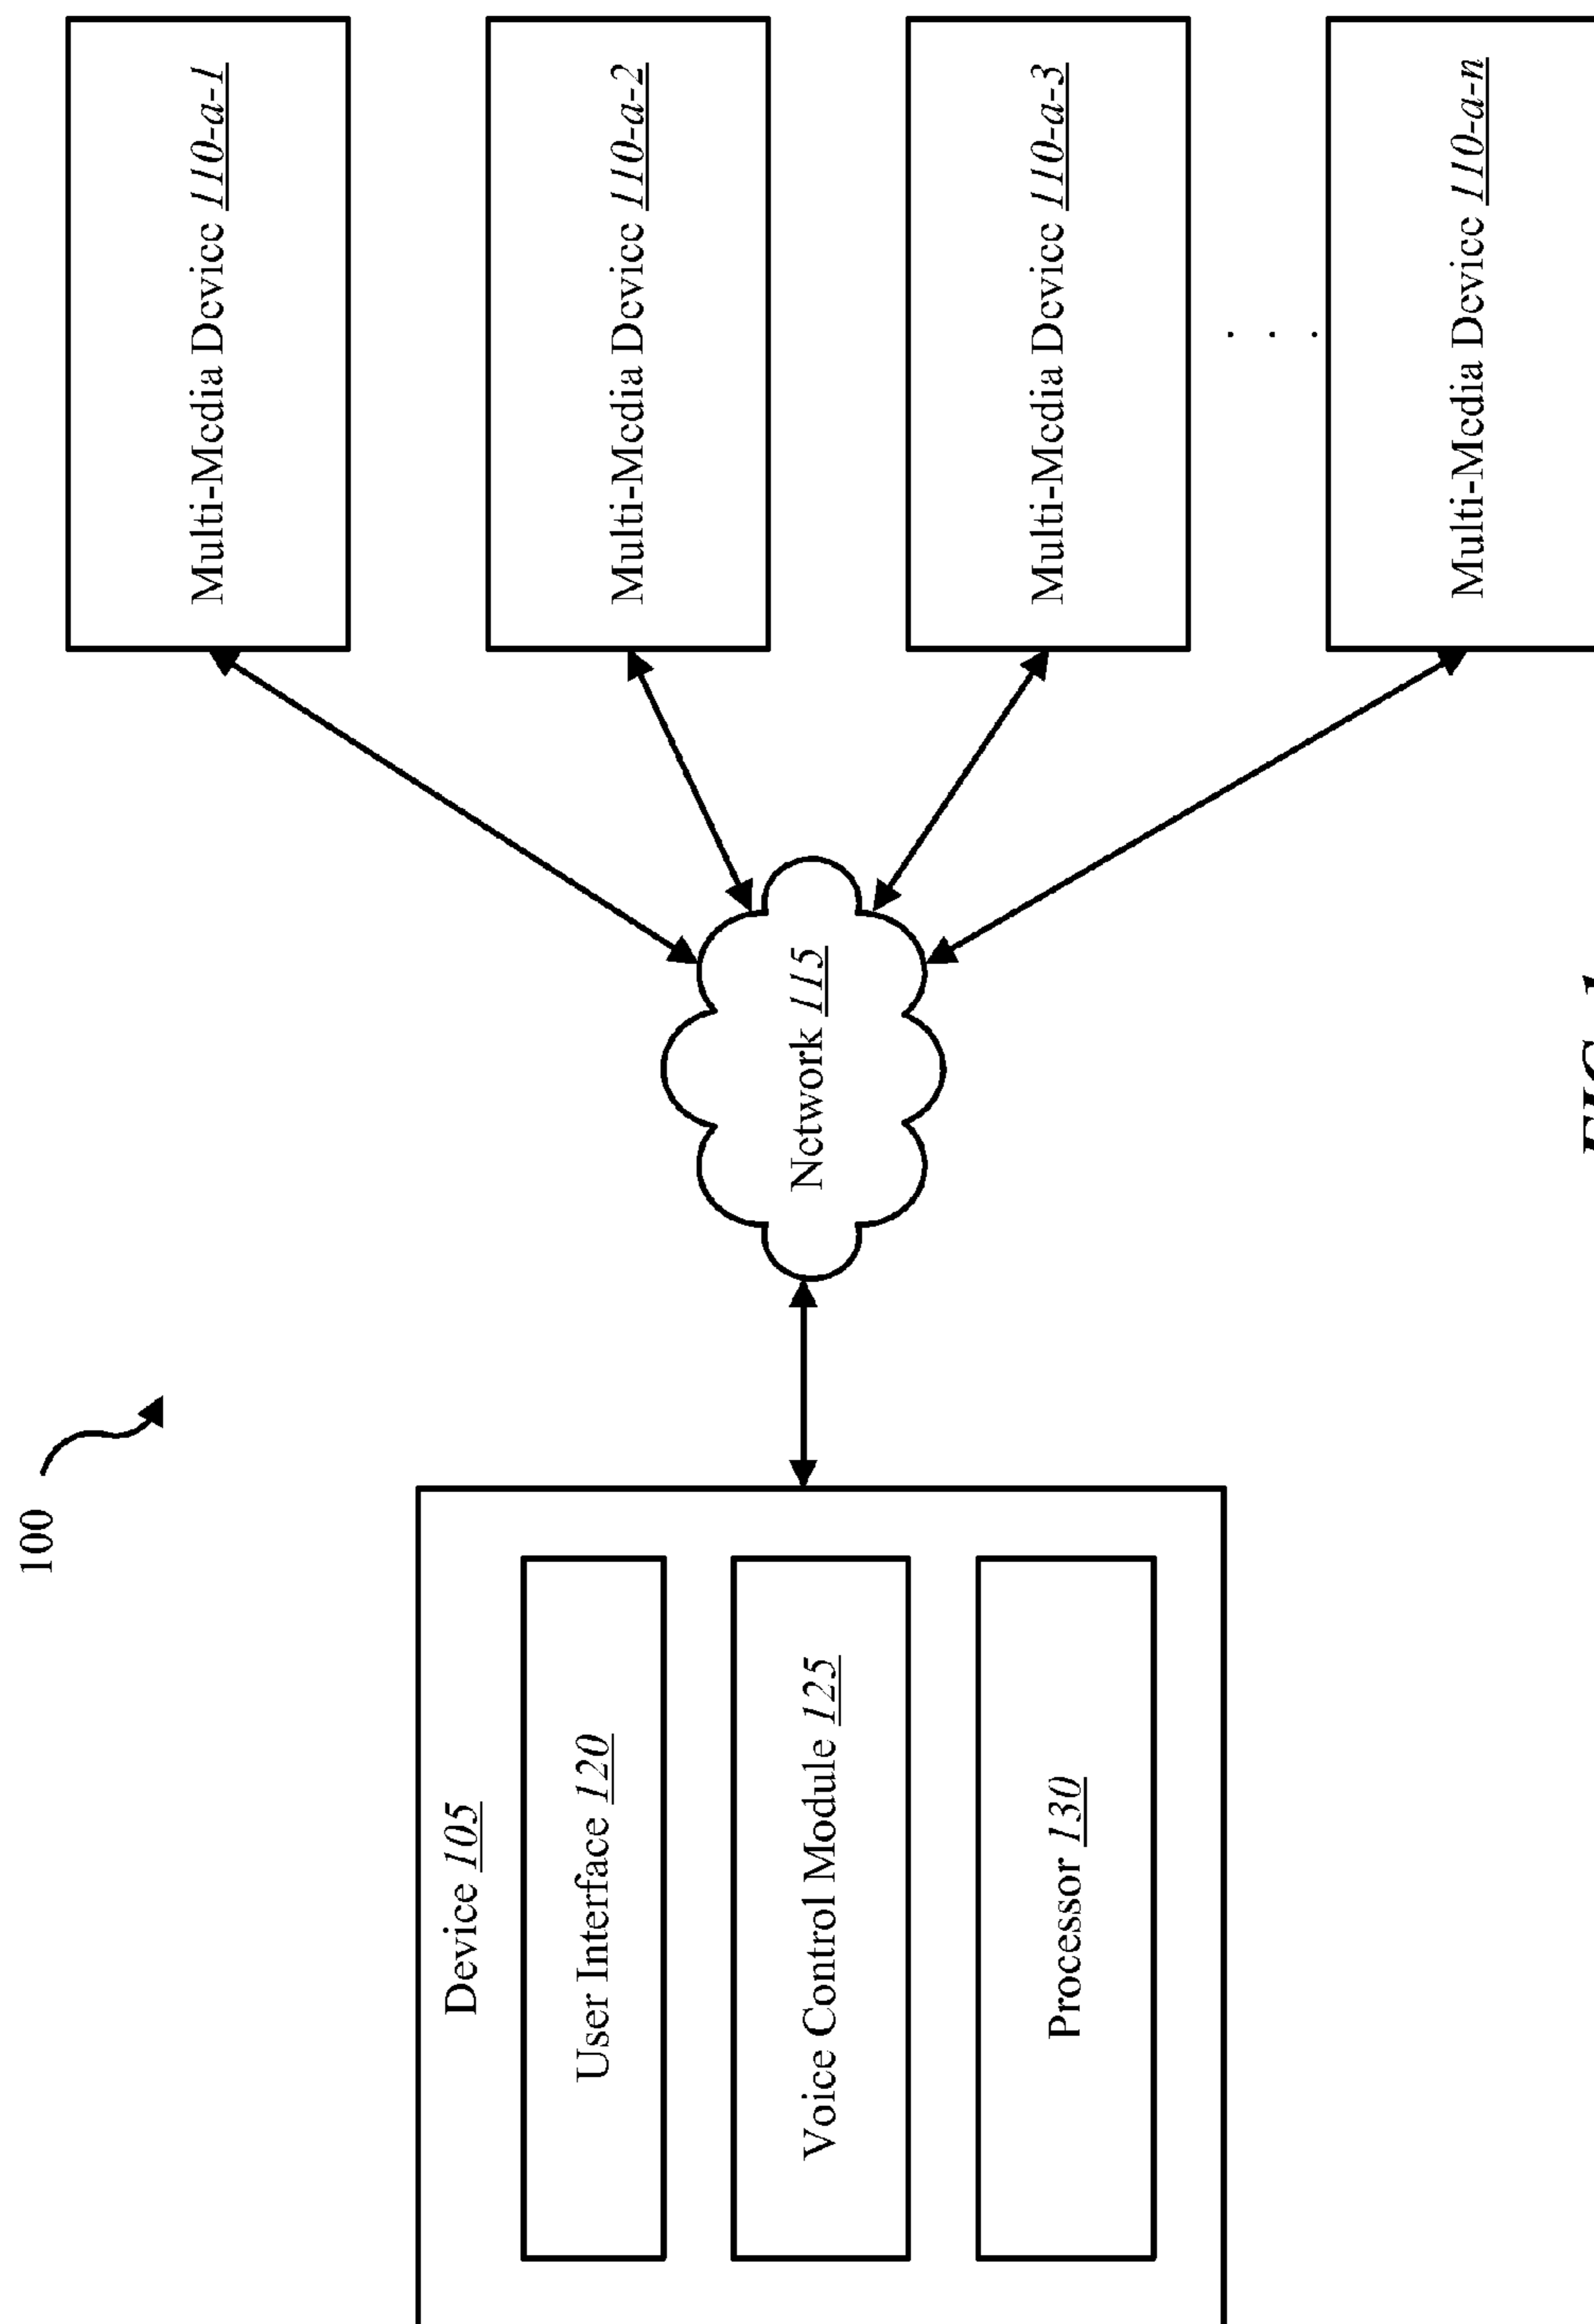 100
Device 105
User Interface 120
Voice Control Module 125
Processor 130
Network 115
Multi-Media Device 110-a-1
Multi-Media Device 110-a-2
Multi-Media Device 110-a-3
. . .
Multi-Media Device 110-a-n